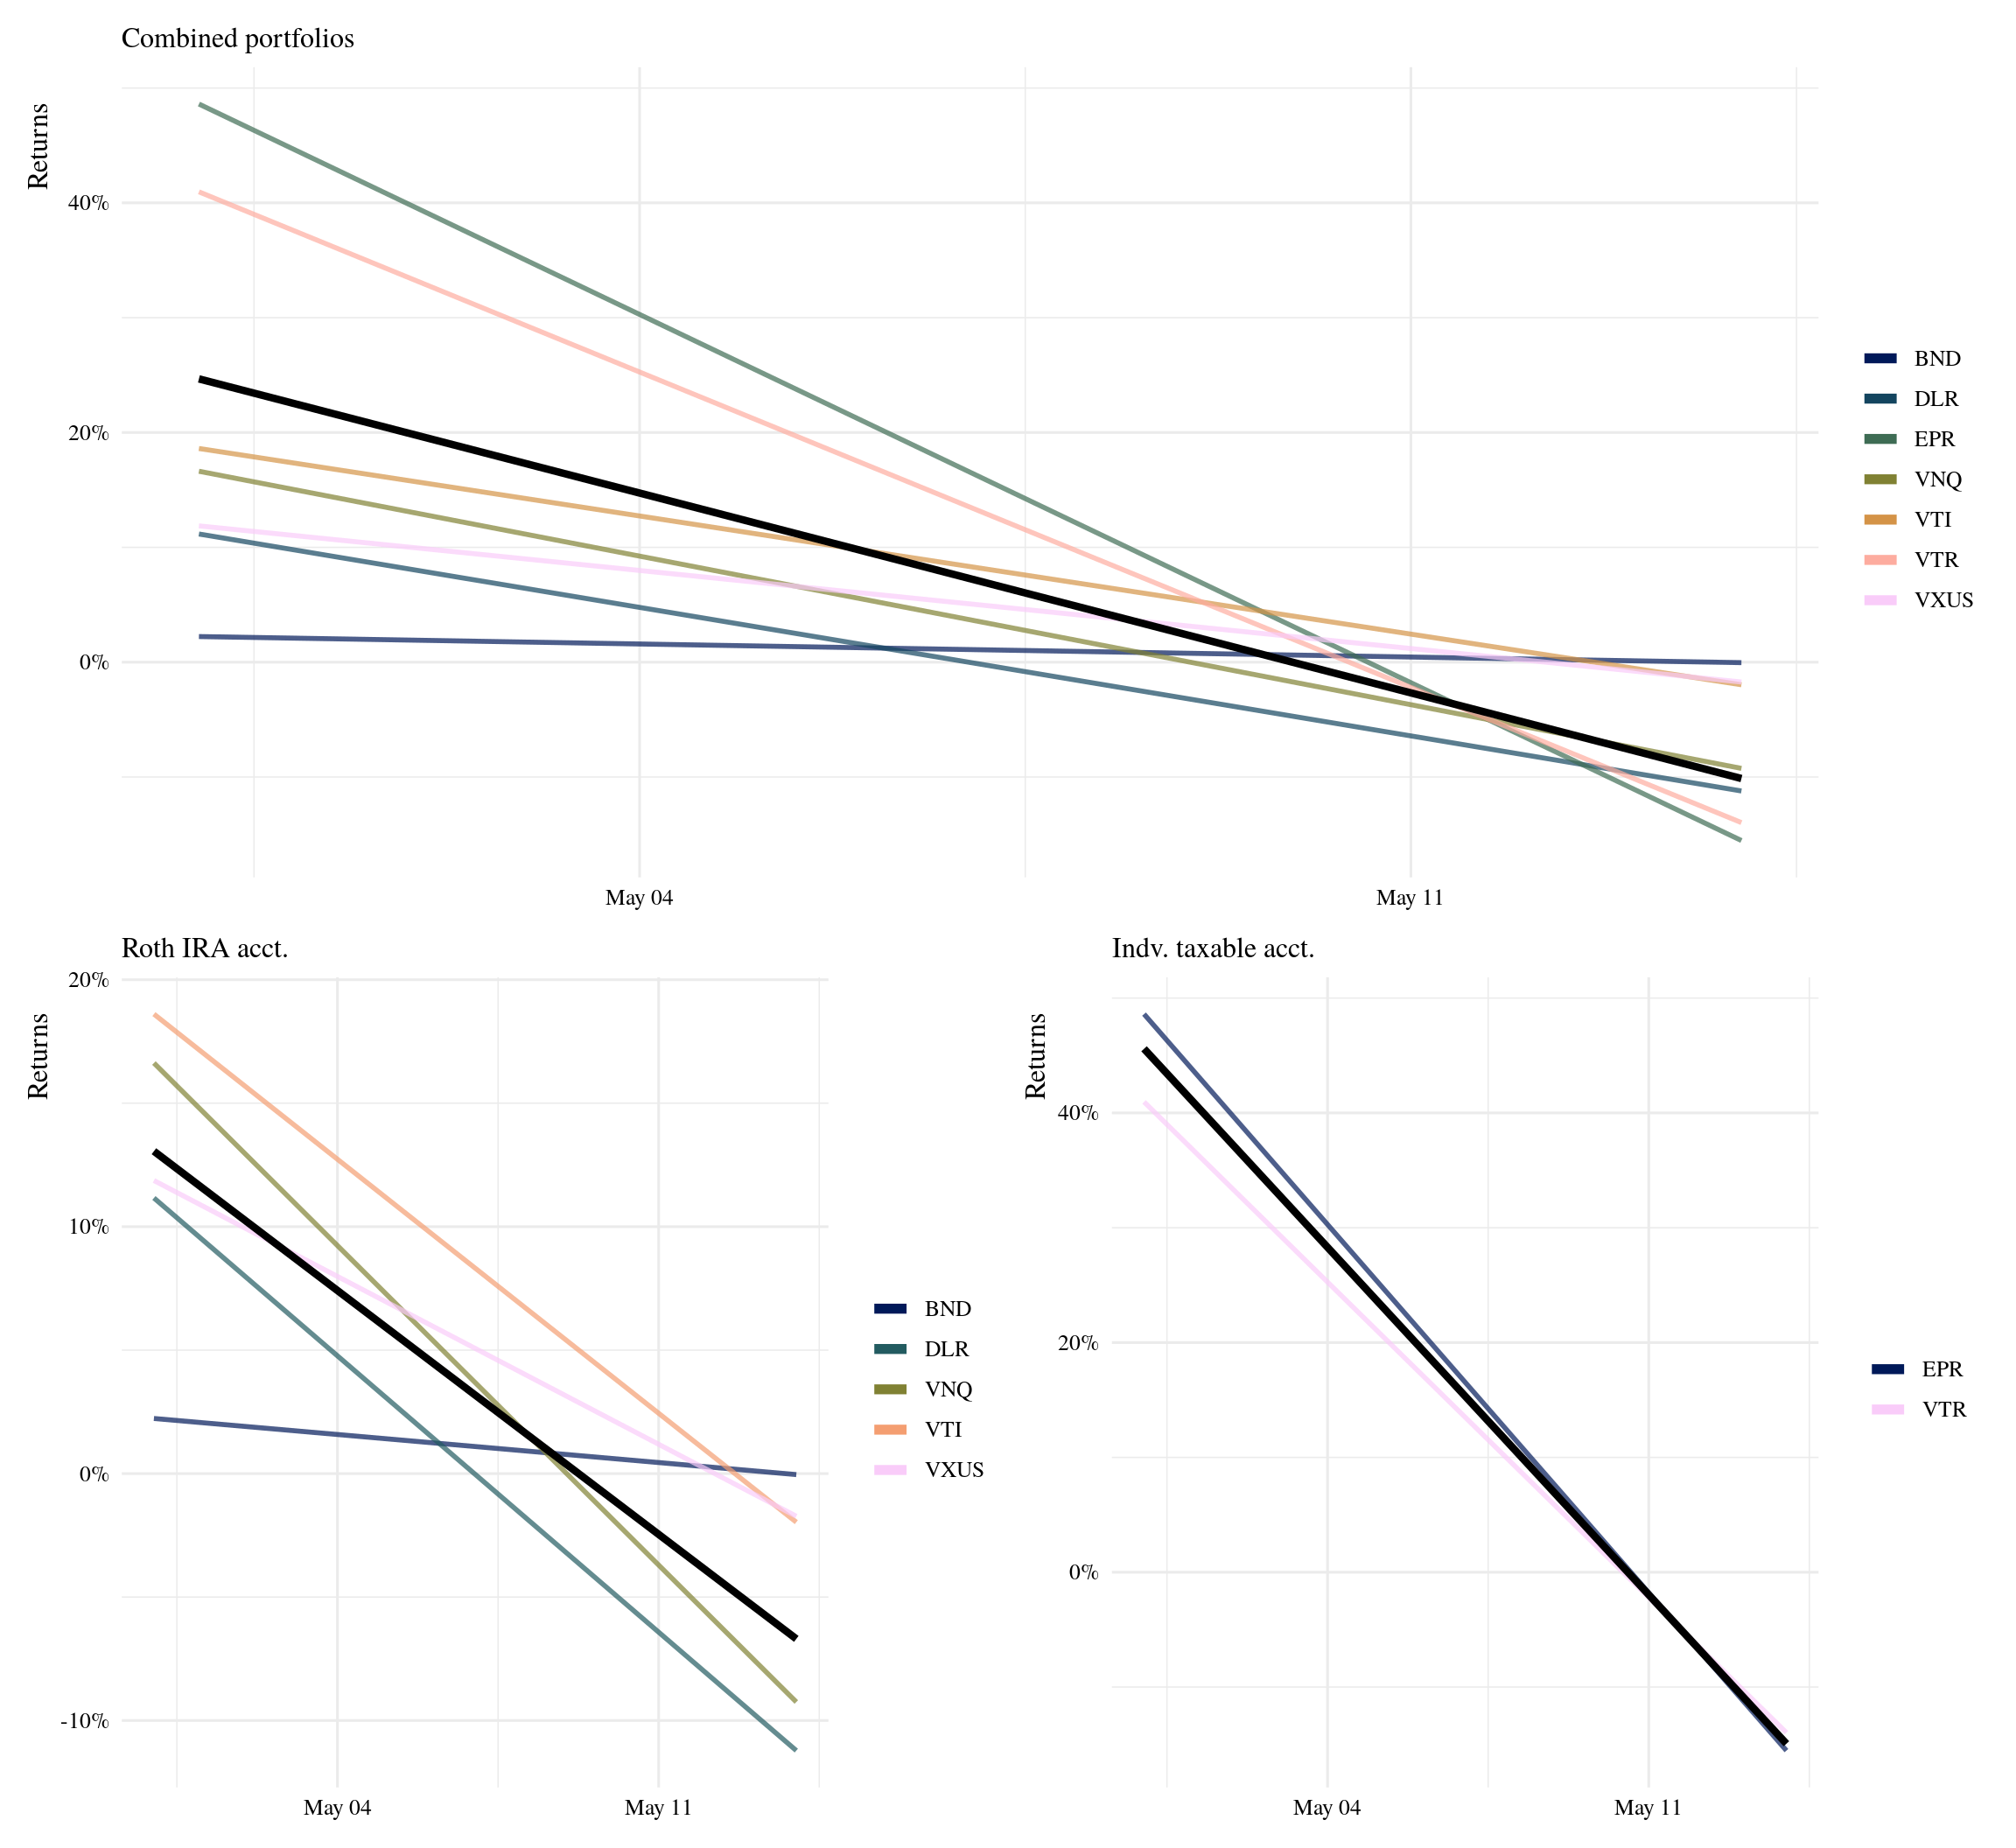 Combined portfolios
Returns
40%
20%
0%
May 04
May 11
BND
DLR
EPR
VNQ
VTI
VTR
VXUS
Roth IRA acct.
Returns
20%
10%
0%
-10%
May 04
May 11
BND
DLR
VNQ
VTI
VXUS
Indv. taxable acct.
Returns
40%
20%
0%
May 04
May 11
EPR
VTR